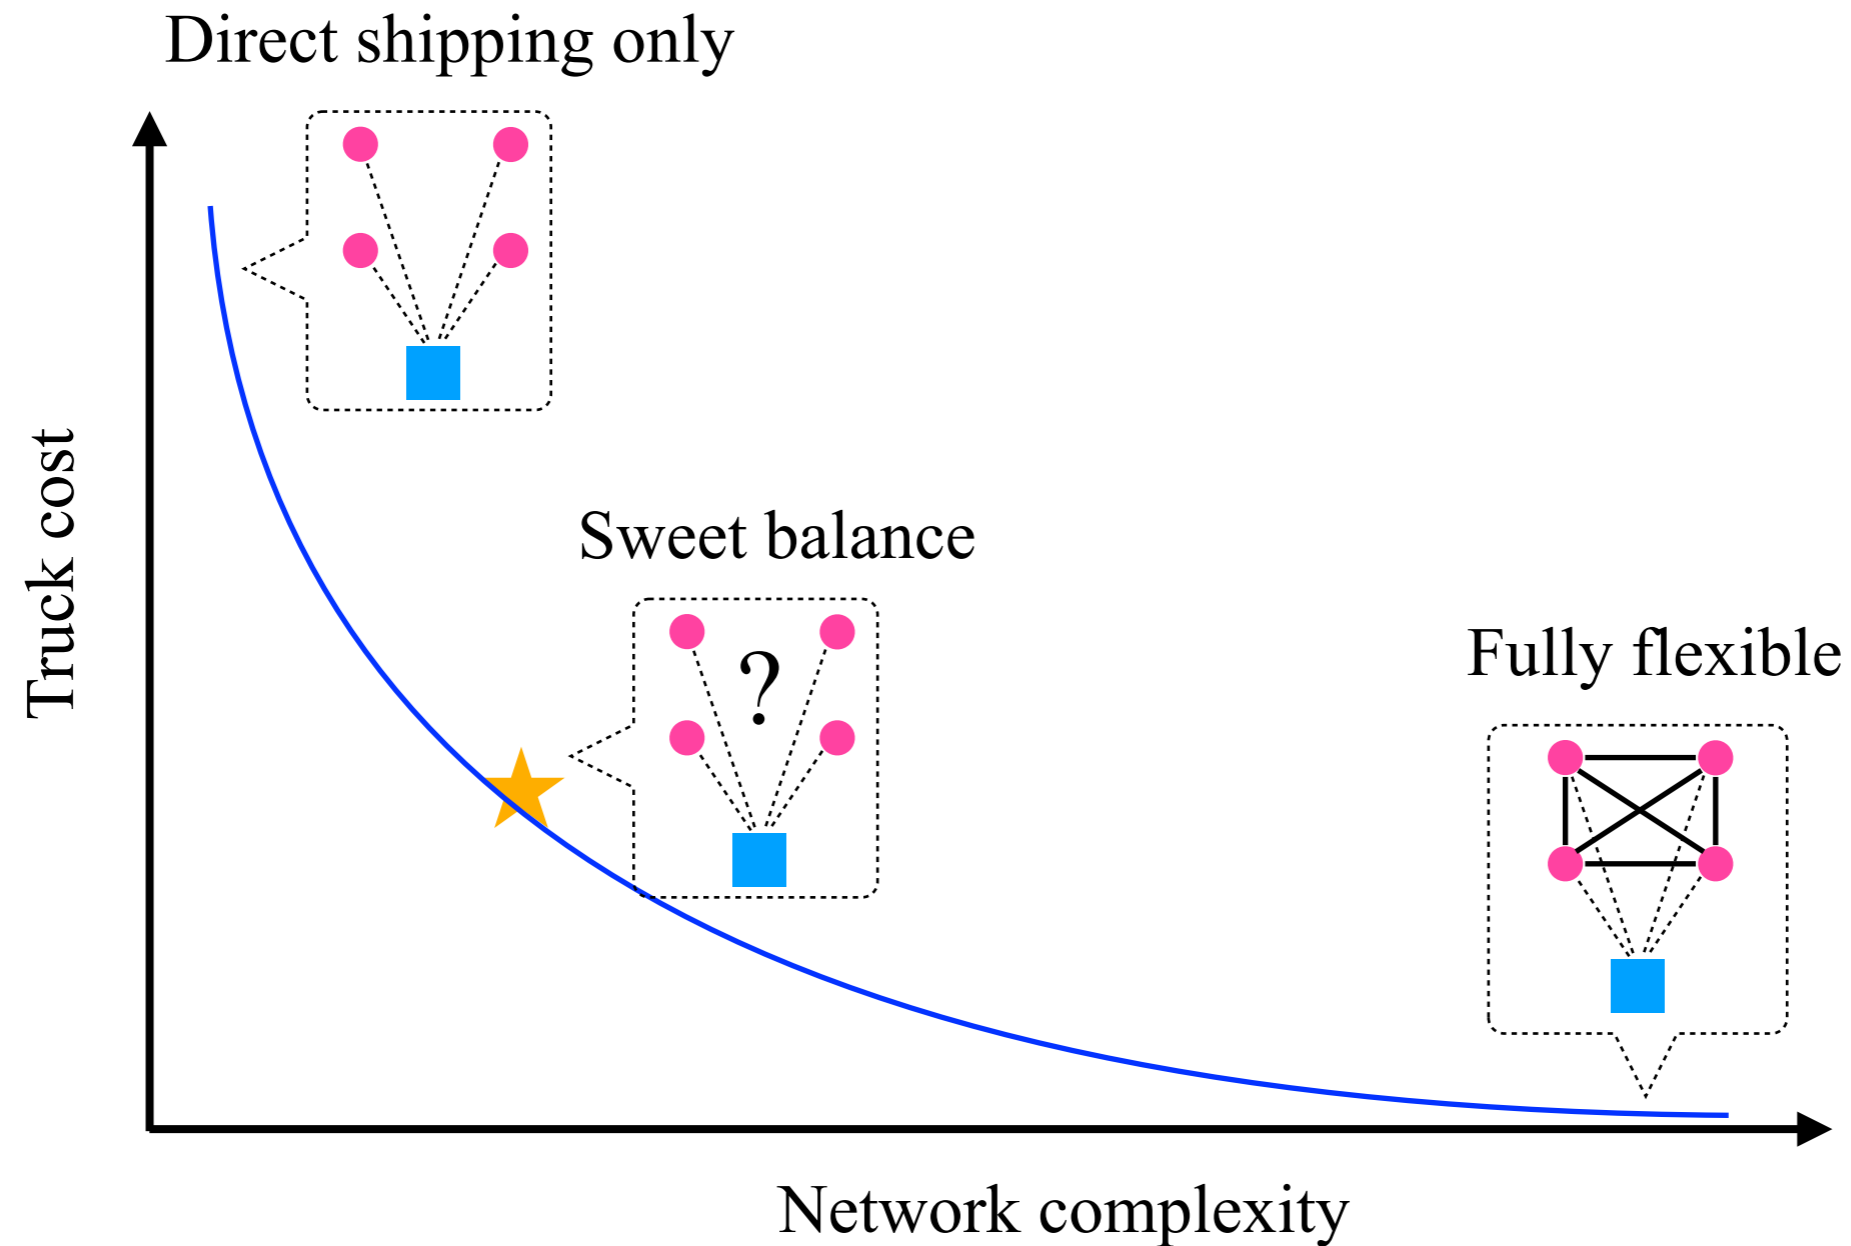 Direct shipping only
Truck cost
Sweet balance
?
Fully flexible
Network complexity